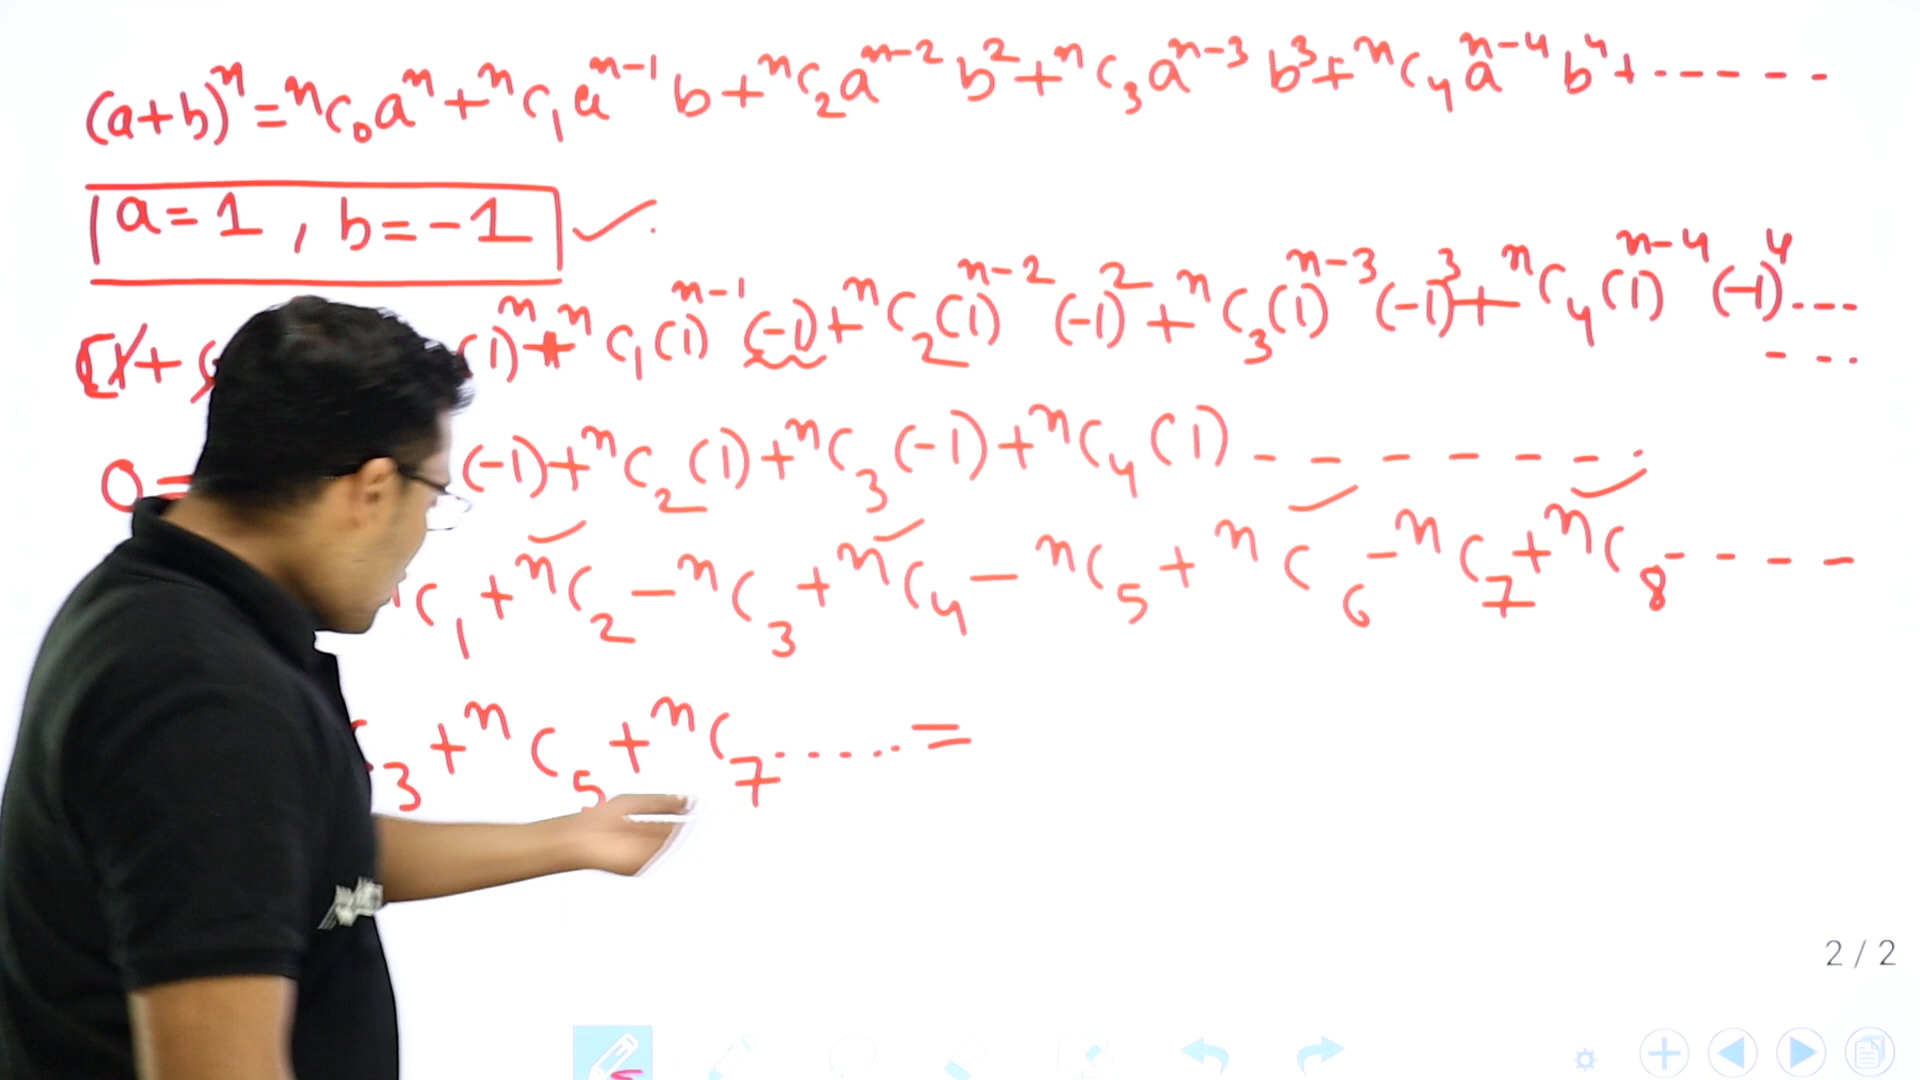 (a+b)ⁿ = ⁿC₀aⁿ + ⁿC₁aⁿ⁻¹b + ⁿC₂aⁿ⁻²b² + ⁿC₃aⁿ⁻³b³ + ⁿC₄aⁿ⁻⁴b⁴ + -----
a = 1 , b = -1
[1 + (1)ⁿ + ⁿC₁(1)ⁿ⁻¹(-1) + ⁿC₂(1)ⁿ⁻²(-1)² + ⁿC₃(1)ⁿ⁻³(-1)³ + ⁿC₄(1)ⁿ⁻⁴(-1)⁴ ---
---
0 = (-1) + ⁿC₂(1) + ⁿC₃(-1) + ⁿC₄(1) -------
C₁ + ⁿC₂ - ⁿC₃ + ⁿC₄ - ⁿC₅ + ⁿC₆ - ⁿC₇ + ⁿC₈ ----
₃ + ⁿC₅ + ⁿC₇ ...... =
2 / 2